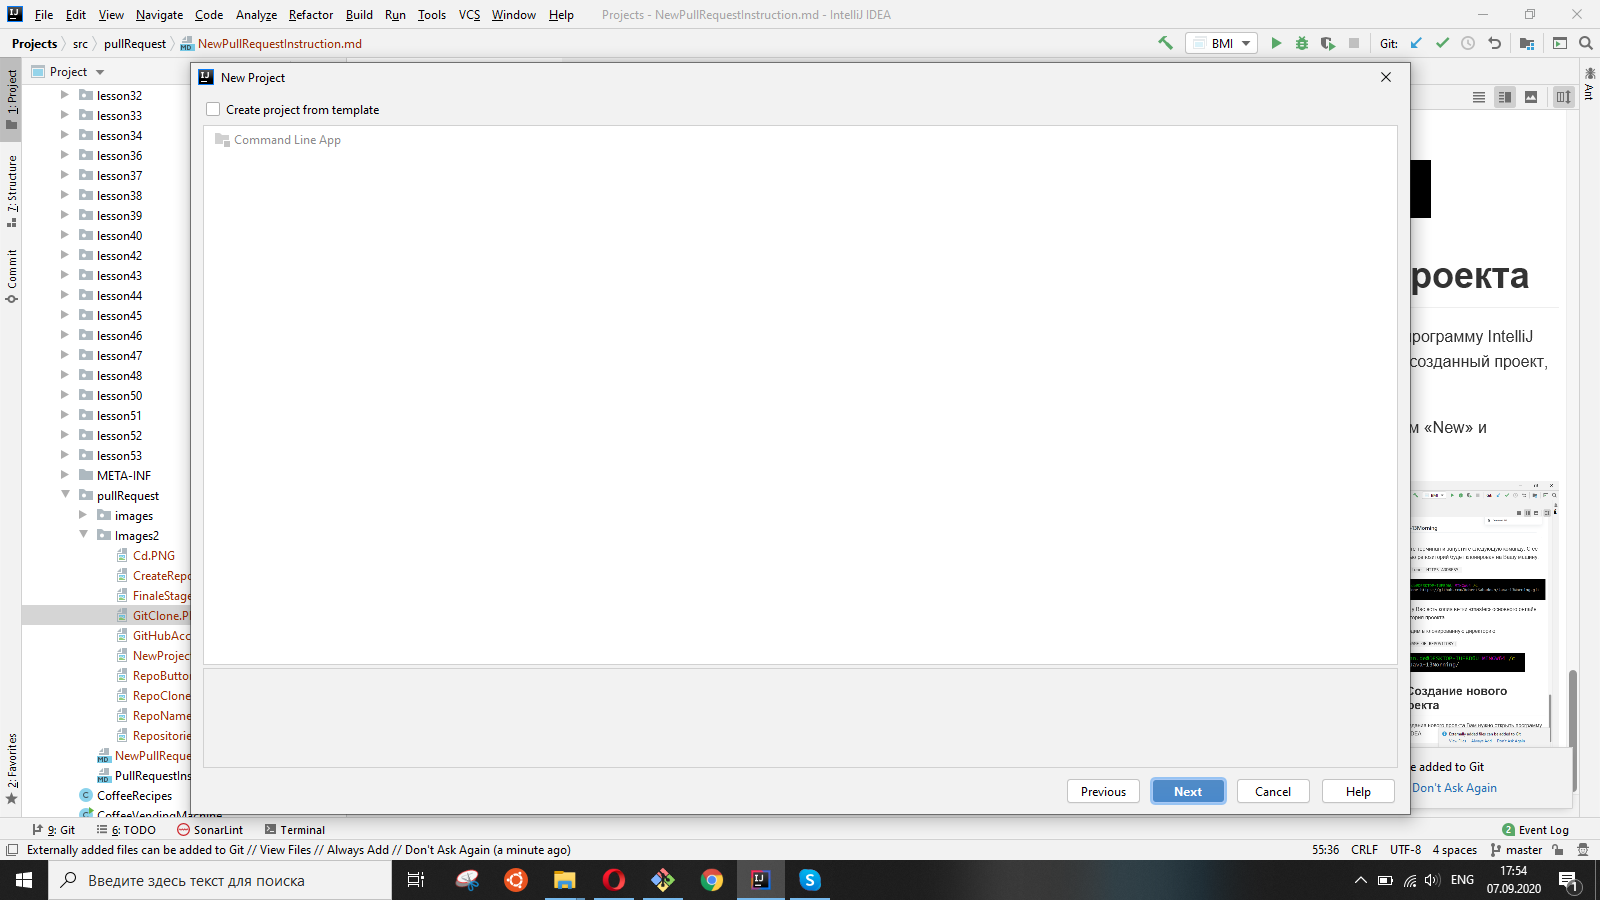 File Edit View Navigate Code Analyze Refactor Build Run Tools VCS Window Help Projects - NewPullRequestInstruction.md - IntelliJ IDEA
Projects src pullRequest NewPullRequestInstruction.md BMI Git:
1: Project
7: Structure
Commit
2: Favorites
Ant
Project
lesson32
lesson33
lesson34
lesson36
lesson37
lesson38
lesson39
lesson40
lesson42
lesson43
lesson44
lesson45
lesson46
lesson47
lesson48
lesson50
lesson51
lesson52
lesson53
META-INF
pullRequest
images
Images2
Cd.PNG
CreateRepo
FinaleStage
GitClone.P
GitHubAcc
NewProjec
RepoButto
RepoClone
RepoName
Repositorie
NewPullReque
PullRequestIns
CoffeeRecipes
CoffeeVendingMachine
New Project
Create project from template
Command Line App
Previous Next Cancel Help
роекта
рограмму IntelliJ
созданный проект,
м «New» и
Создание нового
екта
e added to Git
Don't Ask Again
9: Git 6: TODO SonarLint Terminal 2 Event Log
Externally added files can be added to Git // View Files // Always Add // Don't Ask Again (a minute ago) 55:36 CRLF UTF-8 4 spaces master
Введите здесь текст для поиска ENG 17:54
07.09.2020
1